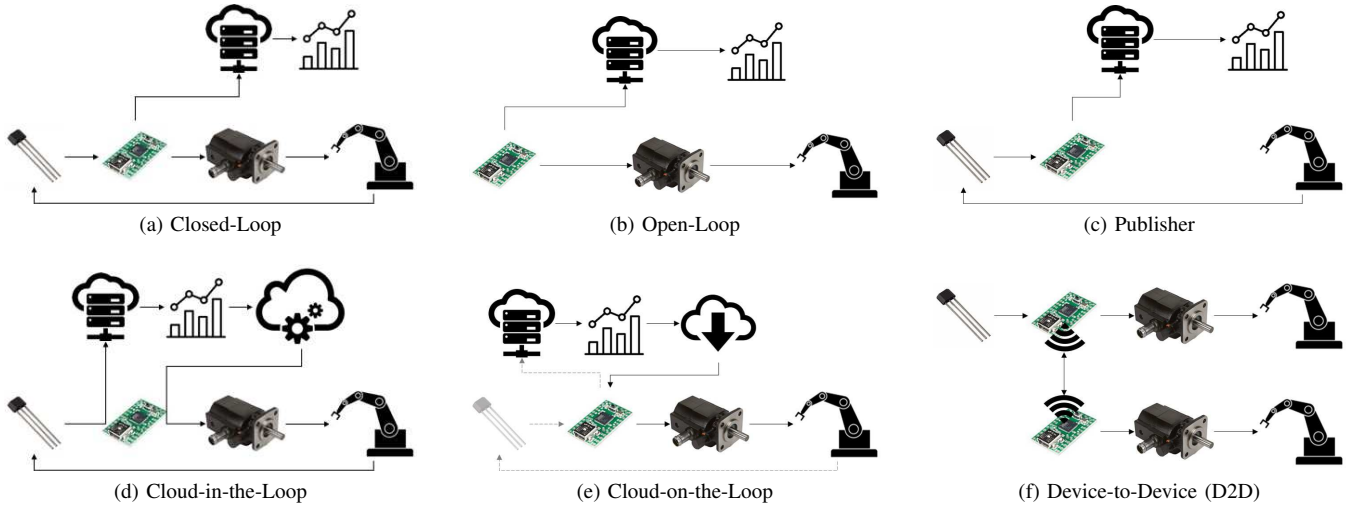 (a) Closed-Loop
(b) Open-Loop
(c) Publisher
(d) Cloud-in-the-Loop
(e) Cloud-on-the-Loop
(f) Device-to-Device (D2D)